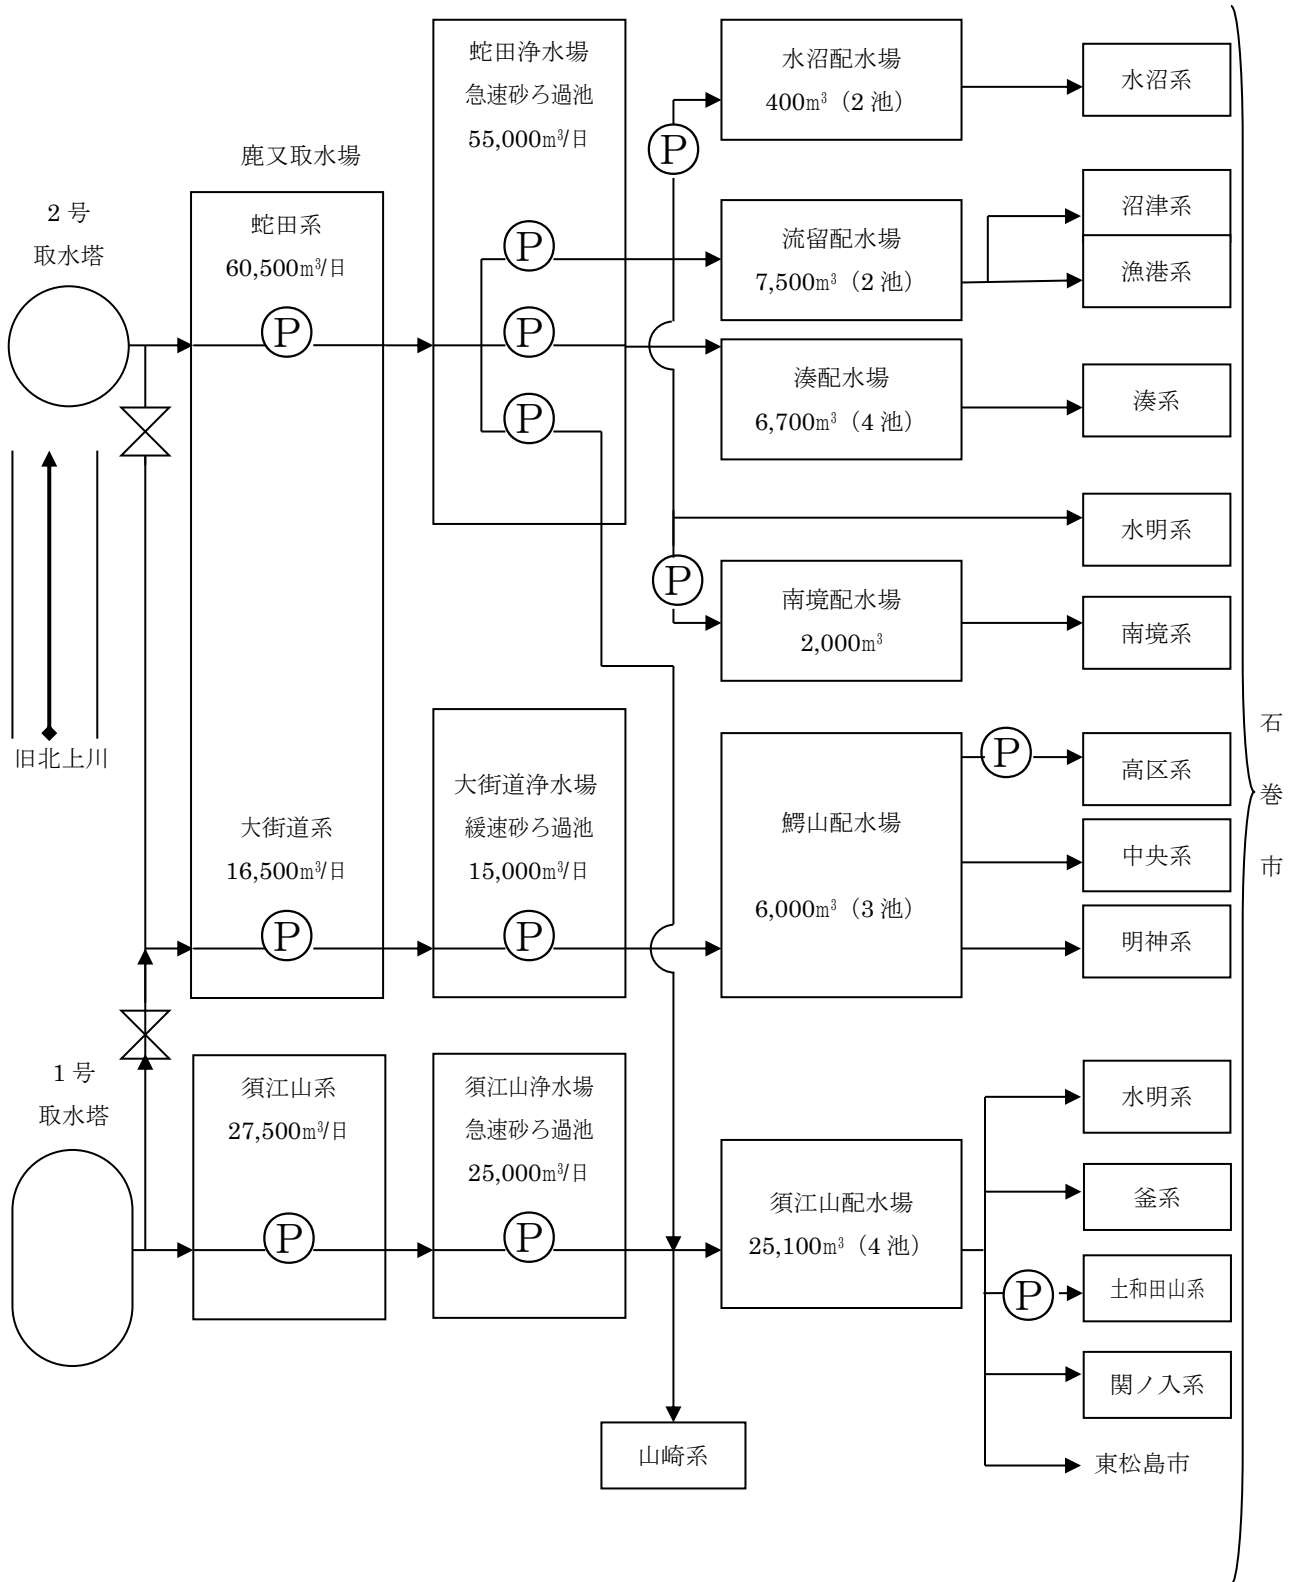 2 号
取水塔
旧北上川
1 号
取水塔
鹿又取水場
蛇田系
60,500㎥/日
P
大街道系
16,500㎥/日
P
須江山系
27,500㎥/日
P
蛇田浄水場
急速砂ろ過池
55,000㎥/日
P
P
P
大街道浄水場
緩速砂ろ過池
15,000㎥/日
P
須江山浄水場
急速砂ろ過池
25,000㎥/日
P
P
P
山崎系
水沼配水場
400㎥（2 池）
流留配水場
7,500㎥（2 池）
湊配水場
6,700㎥（4 池）
南境配水場
2,000㎥
鰐山配水場
6,000㎥（3 池）
須江山配水場
25,100㎥（4 池）
P
P
水沼系
沼津系
漁港系
湊系
水明系
南境系
高区系
中央系
明神系
水明系
釜系
土和田山系
関ノ入系
東松島市
石巻市